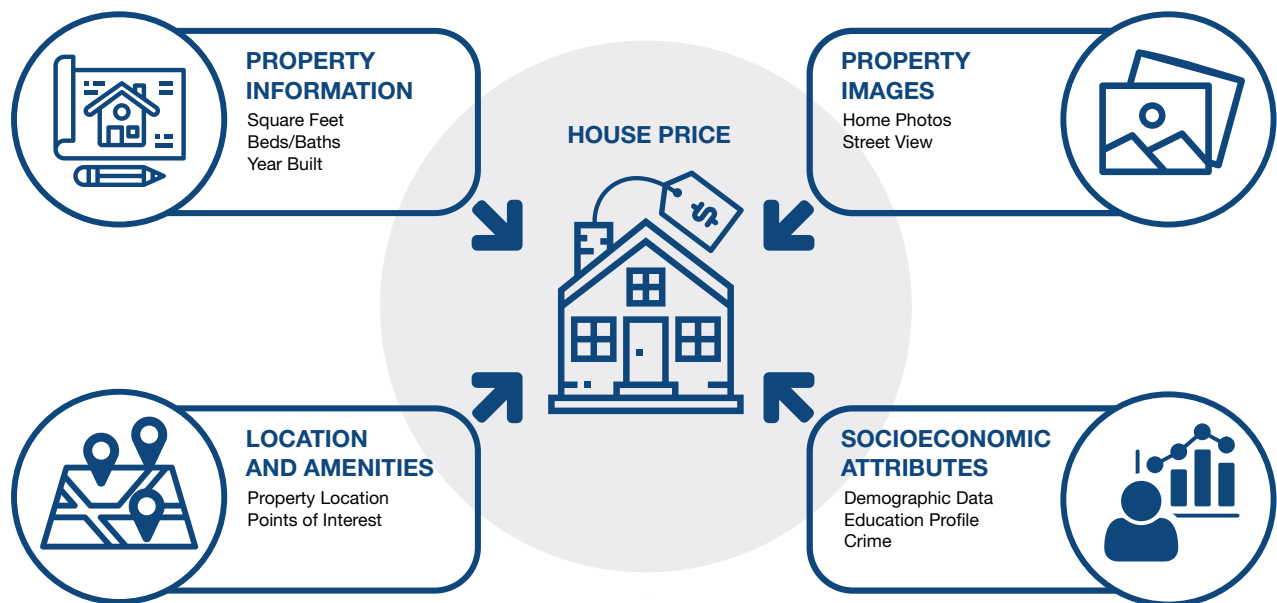 PROPERTY
INFORMATION
Square Feet
Beds/Baths
Year Built
HOUSE PRICE
$
PROPERTY
IMAGES
Home Photos
Street View
LOCATION
AND AMENITIES
Property Location
Points of Interest
SOCIOECONOMIC
ATTRIBUTES
Demographic Data
Education Profile
Crime